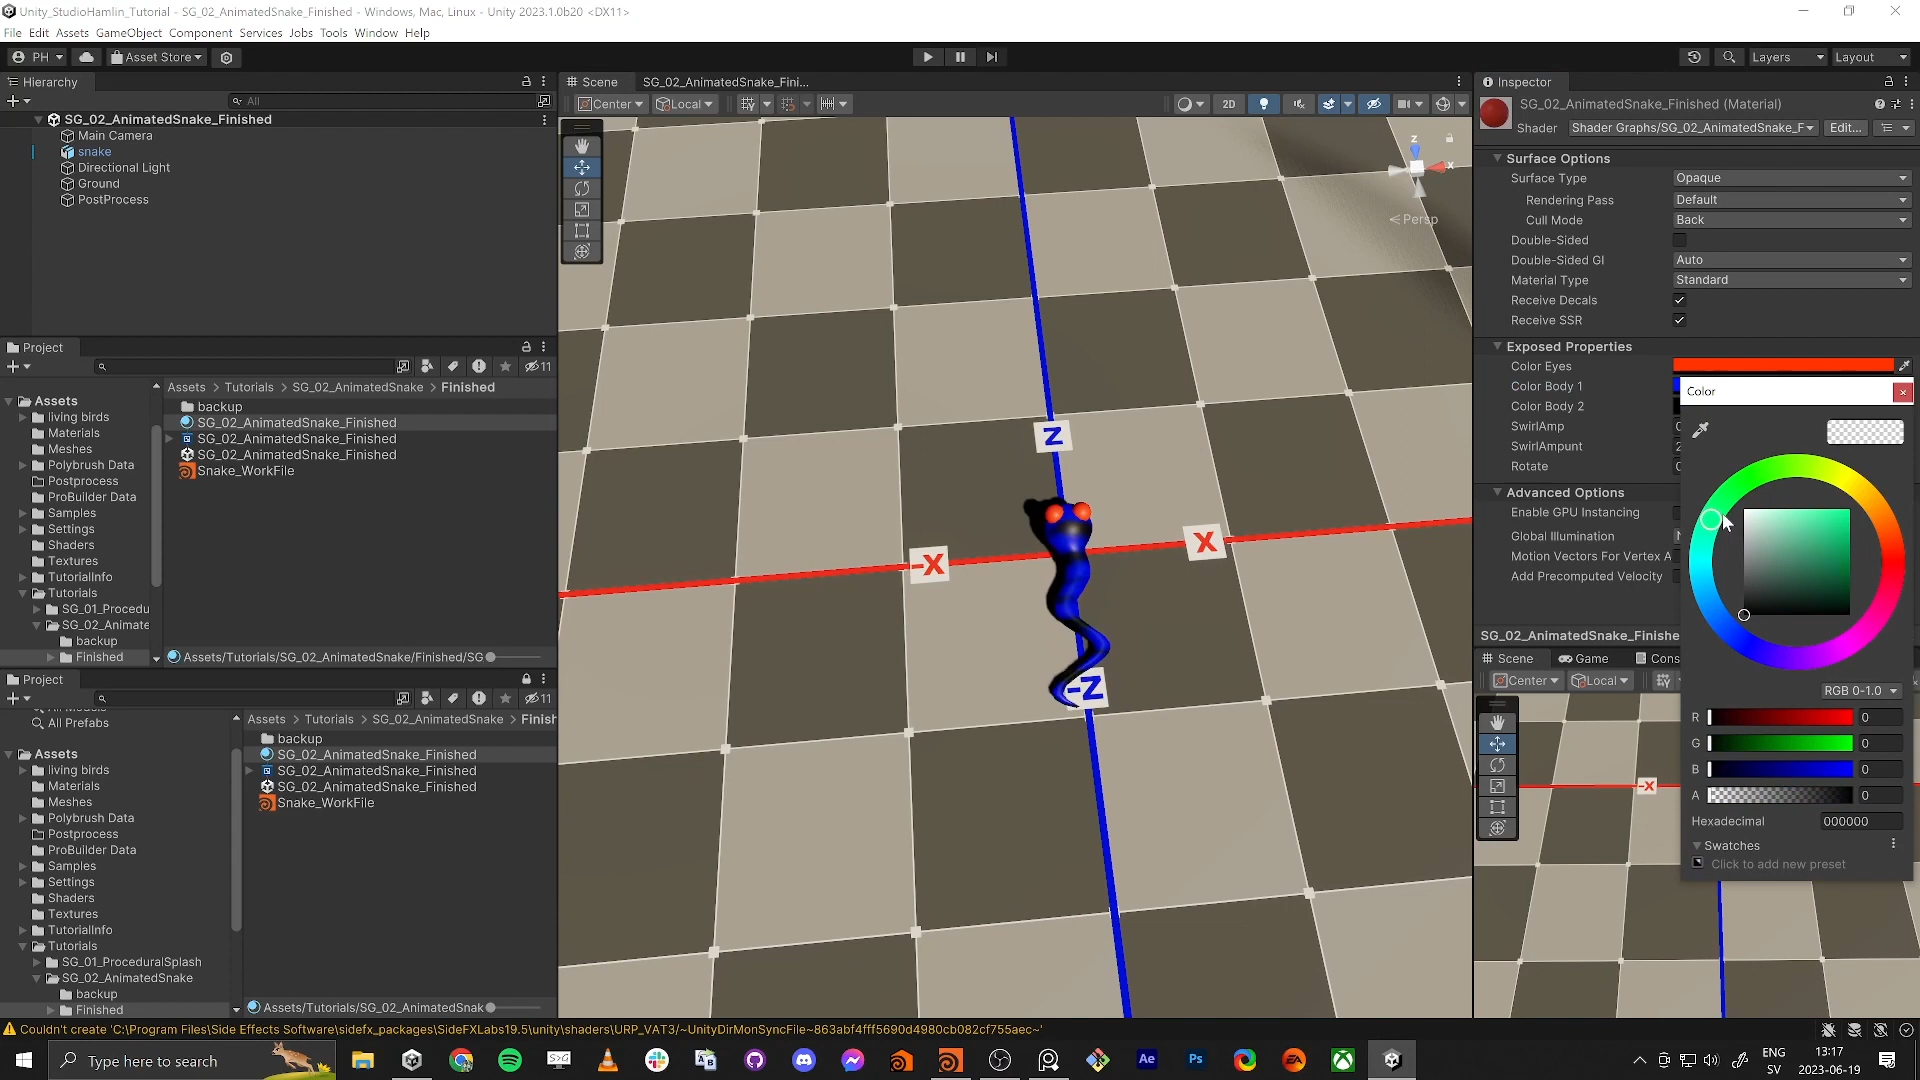 Unity_StudioHamlin_Tutorial - SG_02_AnimatedSnake_Finished - Windows, Mac, Linux - Unity 2023.1.0b20 <DX11>
File Edit Assets GameObject Component Services Jobs Tools Window Help
PH Asset Store Layers Layout
Hierarchy
All
SG_02_AnimatedSnake_Finished
Main Camera
snake
Directional Light
Ground
PostProcess
Project
11
Assets > Tutorials > SG_02_AnimatedSnake > Finished
Assets
living birds
Materials
Meshes
Polybrush Data
Postprocess
ProBuilder Data
Samples
Settings
Shaders
Textures
TutorialInfo
Tutorials
SG_01_Procedu
SG_02_Animate
backup
Finished
backup
SG_02_AnimatedSnake_Finished
SG_02_AnimatedSnake_Finished
SG_02_AnimatedSnake_Finished
Snake_WorkFile
Assets/Tutorials/SG_02_AnimatedSnake/Finished/SG
Project
11
All Prefabs
Assets
living birds
Materials
Meshes
Polybrush Data
Postprocess
ProBuilder Data
Samples
Settings
Shaders
Textures
TutorialInfo
Tutorials
SG_01_ProceduralSplash
SG_02_AnimatedSnake
backup
Finished
Assets > Tutorials > SG_02_AnimatedSnake > Finish
backup
SG_02_AnimatedSnake_Finished
SG_02_AnimatedSnake_Finished
SG_02_AnimatedSnake_Finished
Snake_WorkFile
Assets/Tutorials/SG_02_AnimatedSnak
Scene SG_02_AnimatedSnake_Fini...
Center Local 2D
z
x
Persp
Z
-X
X
-Z
Inspector
SG_02_AnimatedSnake_Finished (Material)
Shader Shader Graphs/SG_02_AnimatedSnake_F Edit...
Surface Options
Surface Type Opaque
Rendering Pass Default
Cull Mode Back
Double-Sided
Double-Sided GI Auto
Material Type Standard
Receive Decals
Receive SSR
Exposed Properties
Color Eyes
Color Body 1
Color Body 2
SwirlAmp
SwirlAmpunt
Rotate
Advanced Options
Enable GPU Instancing
Global Illumination
Motion Vectors For Vertex A
Add Precomputed Velocity
SG_02_AnimatedSnake_Finishe
Scene Game Cons
Center Local
-X
Color
RGB 0-1.0
R 0
G 0
B 0
A 0
Hexadecimal 000000
Swatches
Click to add new preset
Couldn't create 'C:\Program Files\Side Effects Software\sidefx_packages\SideFXLabs19.5\unity\shaders\URP_VAT3/~UnityDirMonSyncFile~863abf4fff5690d4980cb082cf755aec~'
Type here to search
Ae
Ps
EA
ENG
SV
13:17
2023-06-19